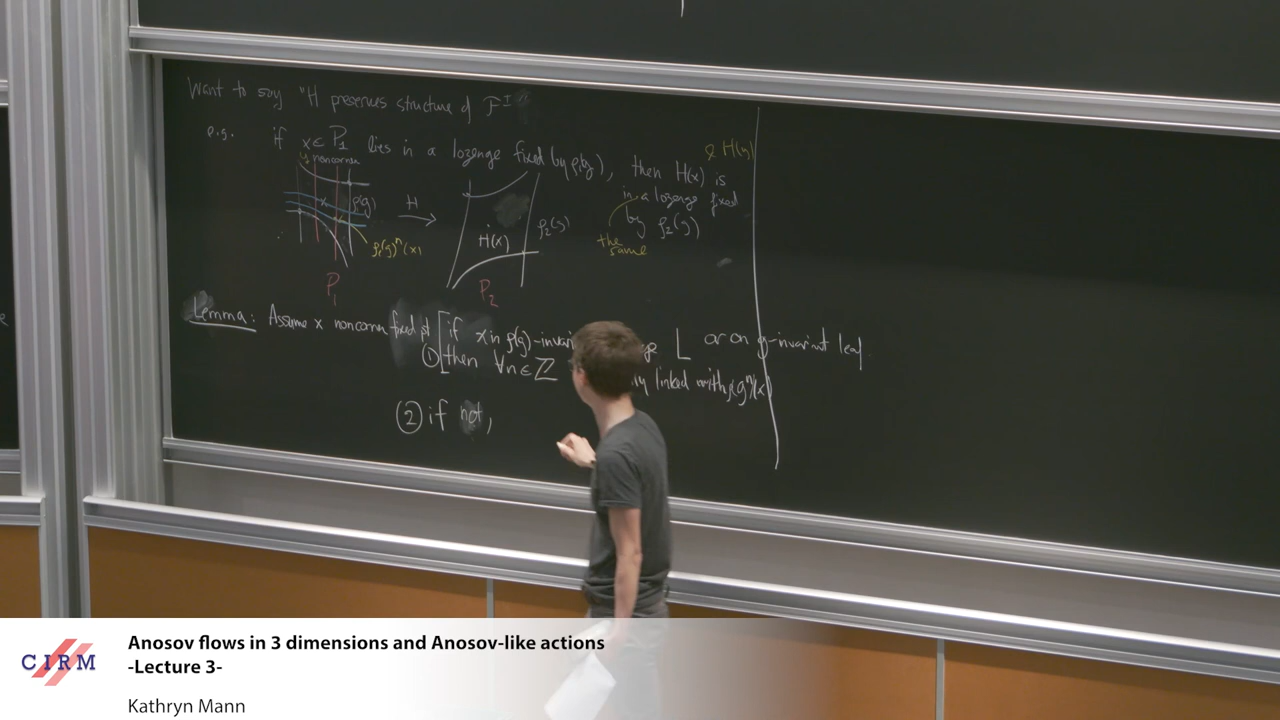 Want to say "H preserves structure of F^I"
e.g. if x ∈ P₁ lies in a lozenge fixed by ρ₁(g), then H(x) is
& H(y)
in a lozenge fixed
by ρ₂(g)
the same
y noncorner
x
ρ(g)
H
ρ₁(g)ⁿ(x)
P₁
H(x)
ρ₂(g)
P₂
Lemma: Assume x noncorner fixed pt
① [if x in ρ(g)-invari L or on g-invariant leaf
then ∀n∈ℤ linked with ρ(gⁿ)(x)
② if not,
CIRM
Anosov flows in 3 dimensions and Anosov-like actions
-Lecture 3-
Kathryn Mann